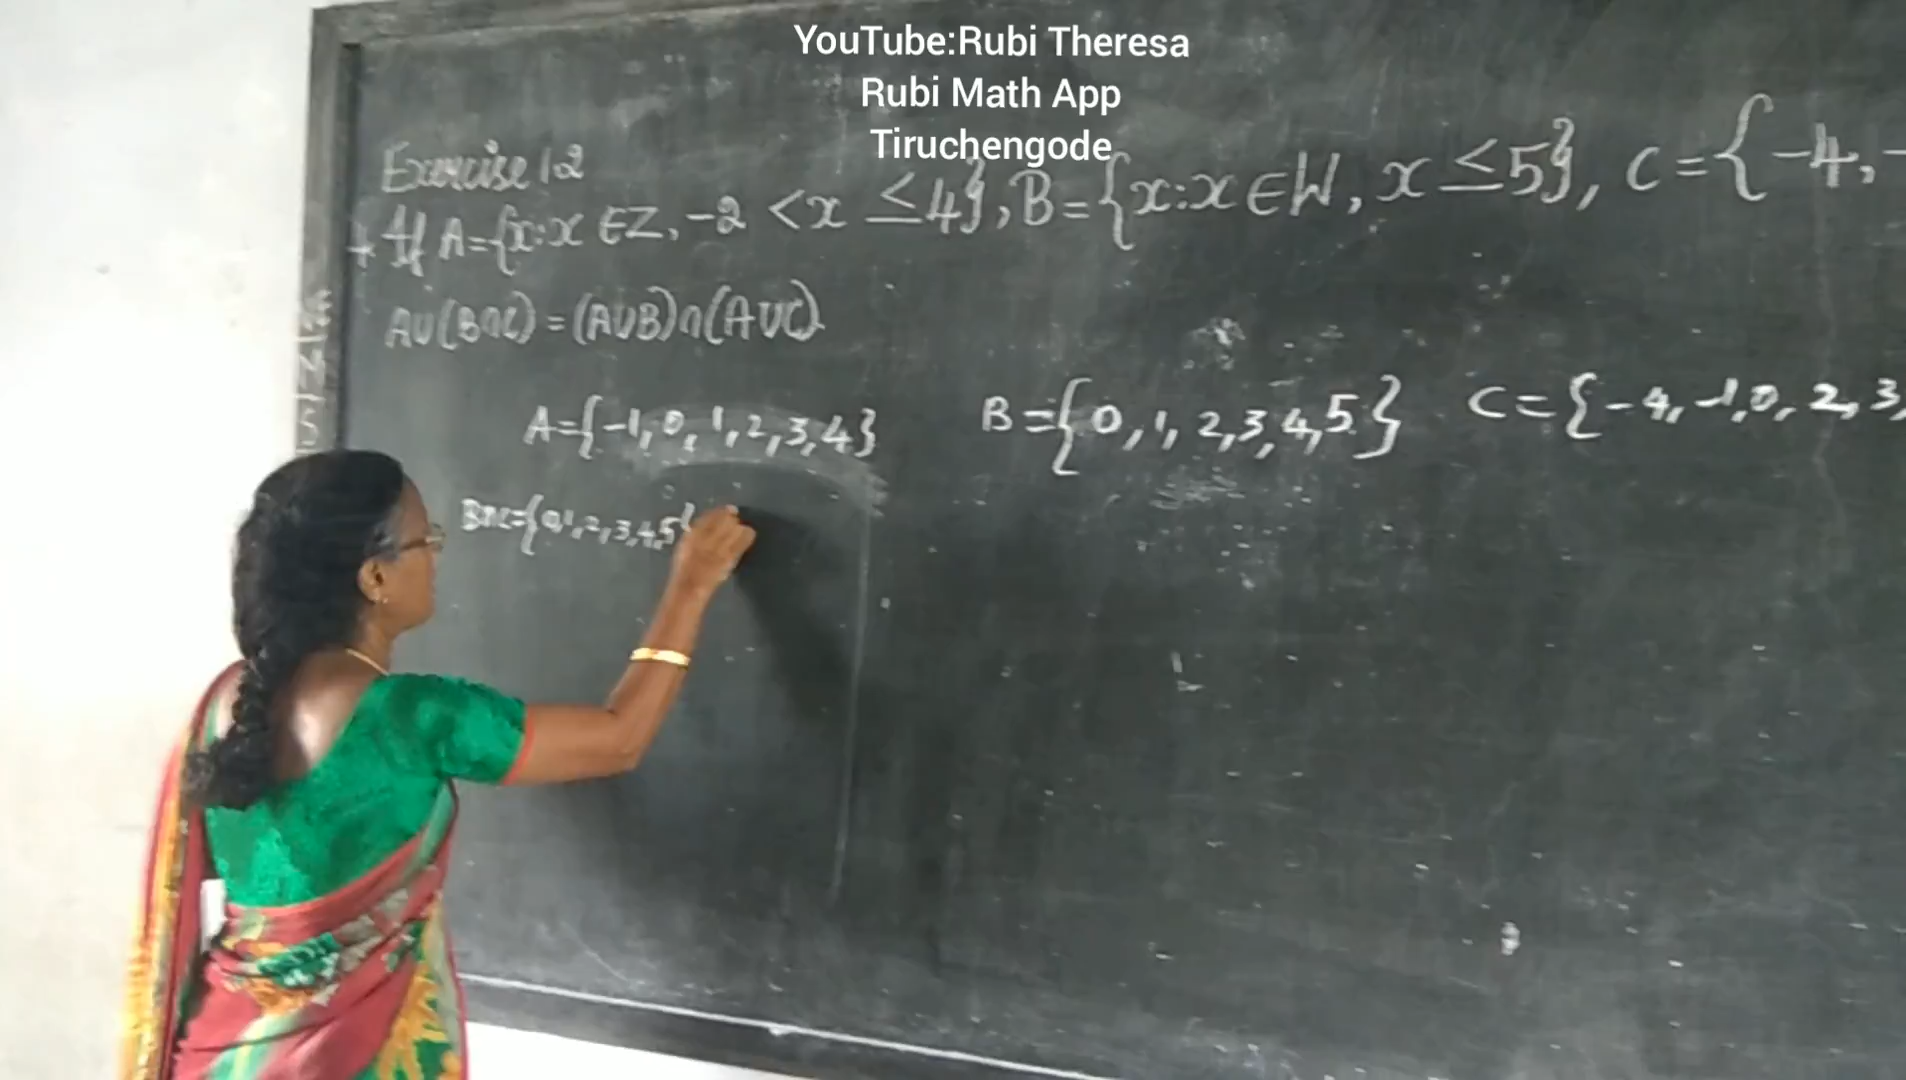 YouTube:Rubi Theresa
Rubi Math App
Tiruchengode
Exercise 1.2
If A={x:x∈Z, -2 <x ≤4}, B={x:x∈W, x≤5}, C={-4,-
AU(B∩C)=(AUB)∩(AUC)
A={-1,0,1,2,3,4} B={0,1,2,3,4,5} C={-4,-1,0,2,3,
B∩C={0,1,2,3,4,5}